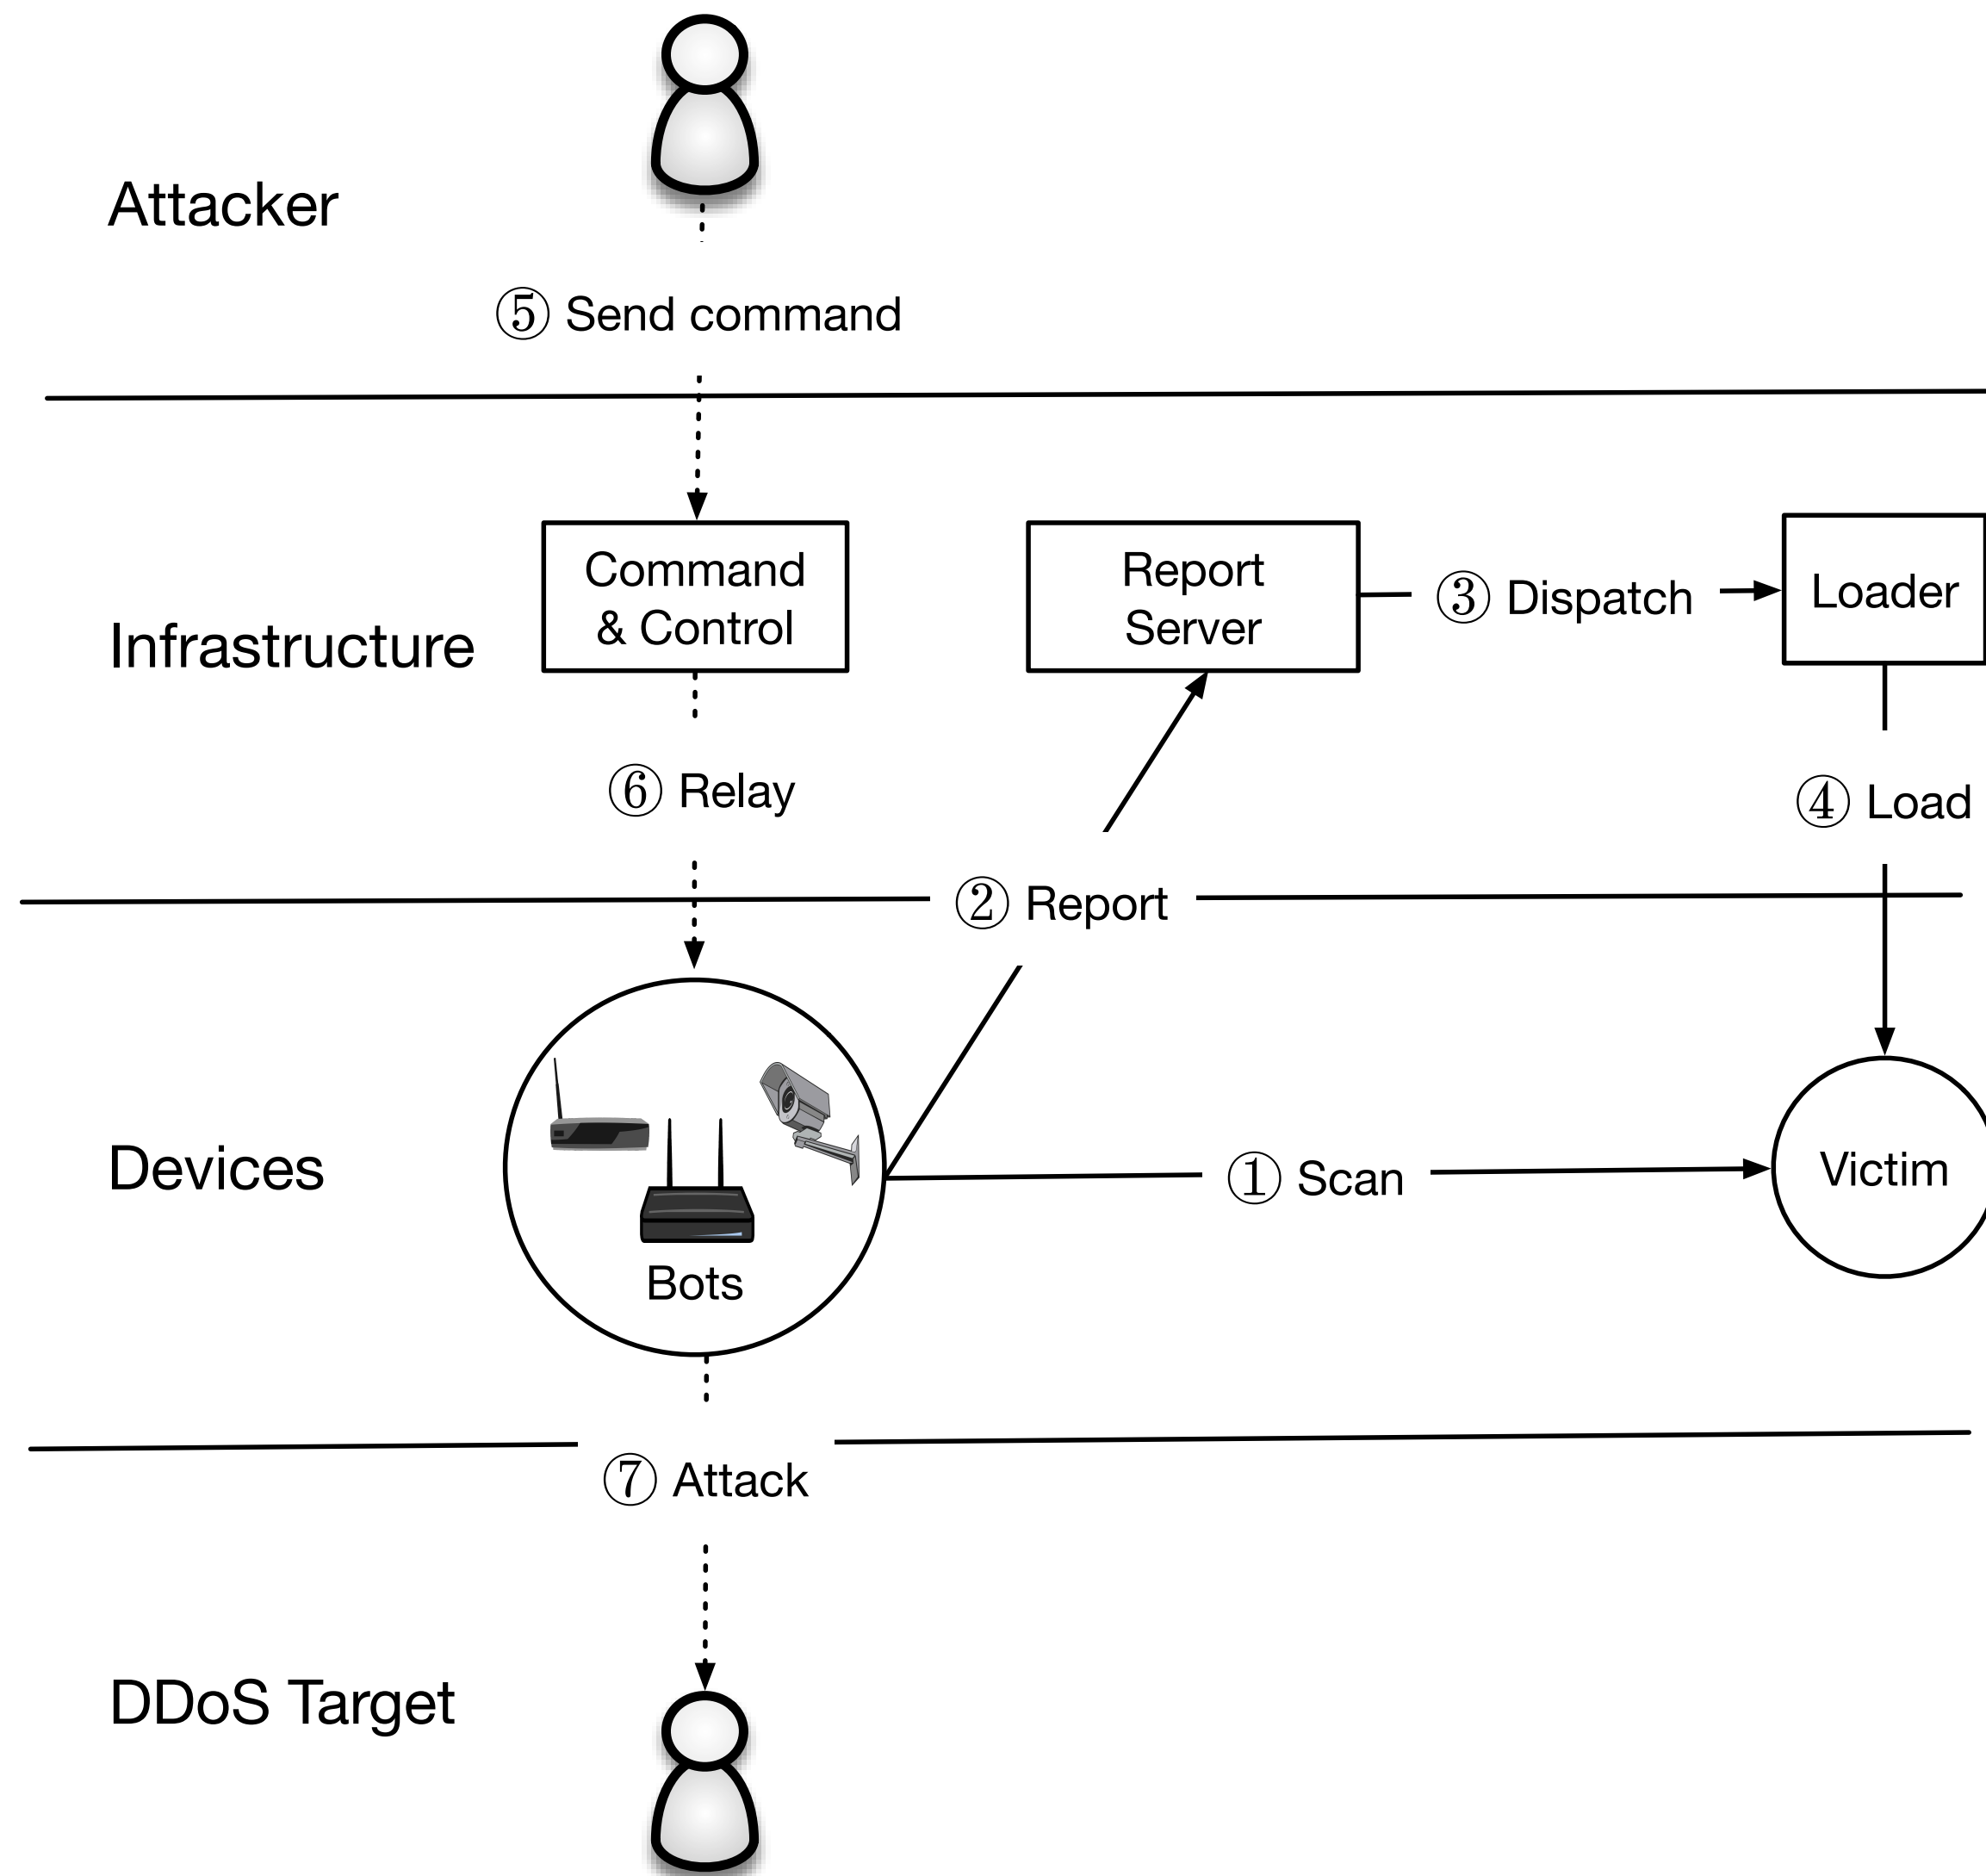 Attacker
⑤ Send command
Infrastructure
Command
& Control
Report
Server
③ Dispatch
Loader
⑥ Relay
④ Load
② Report
Devices
Bots
① Scan
Victim
⑦ Attack
DDoS Target